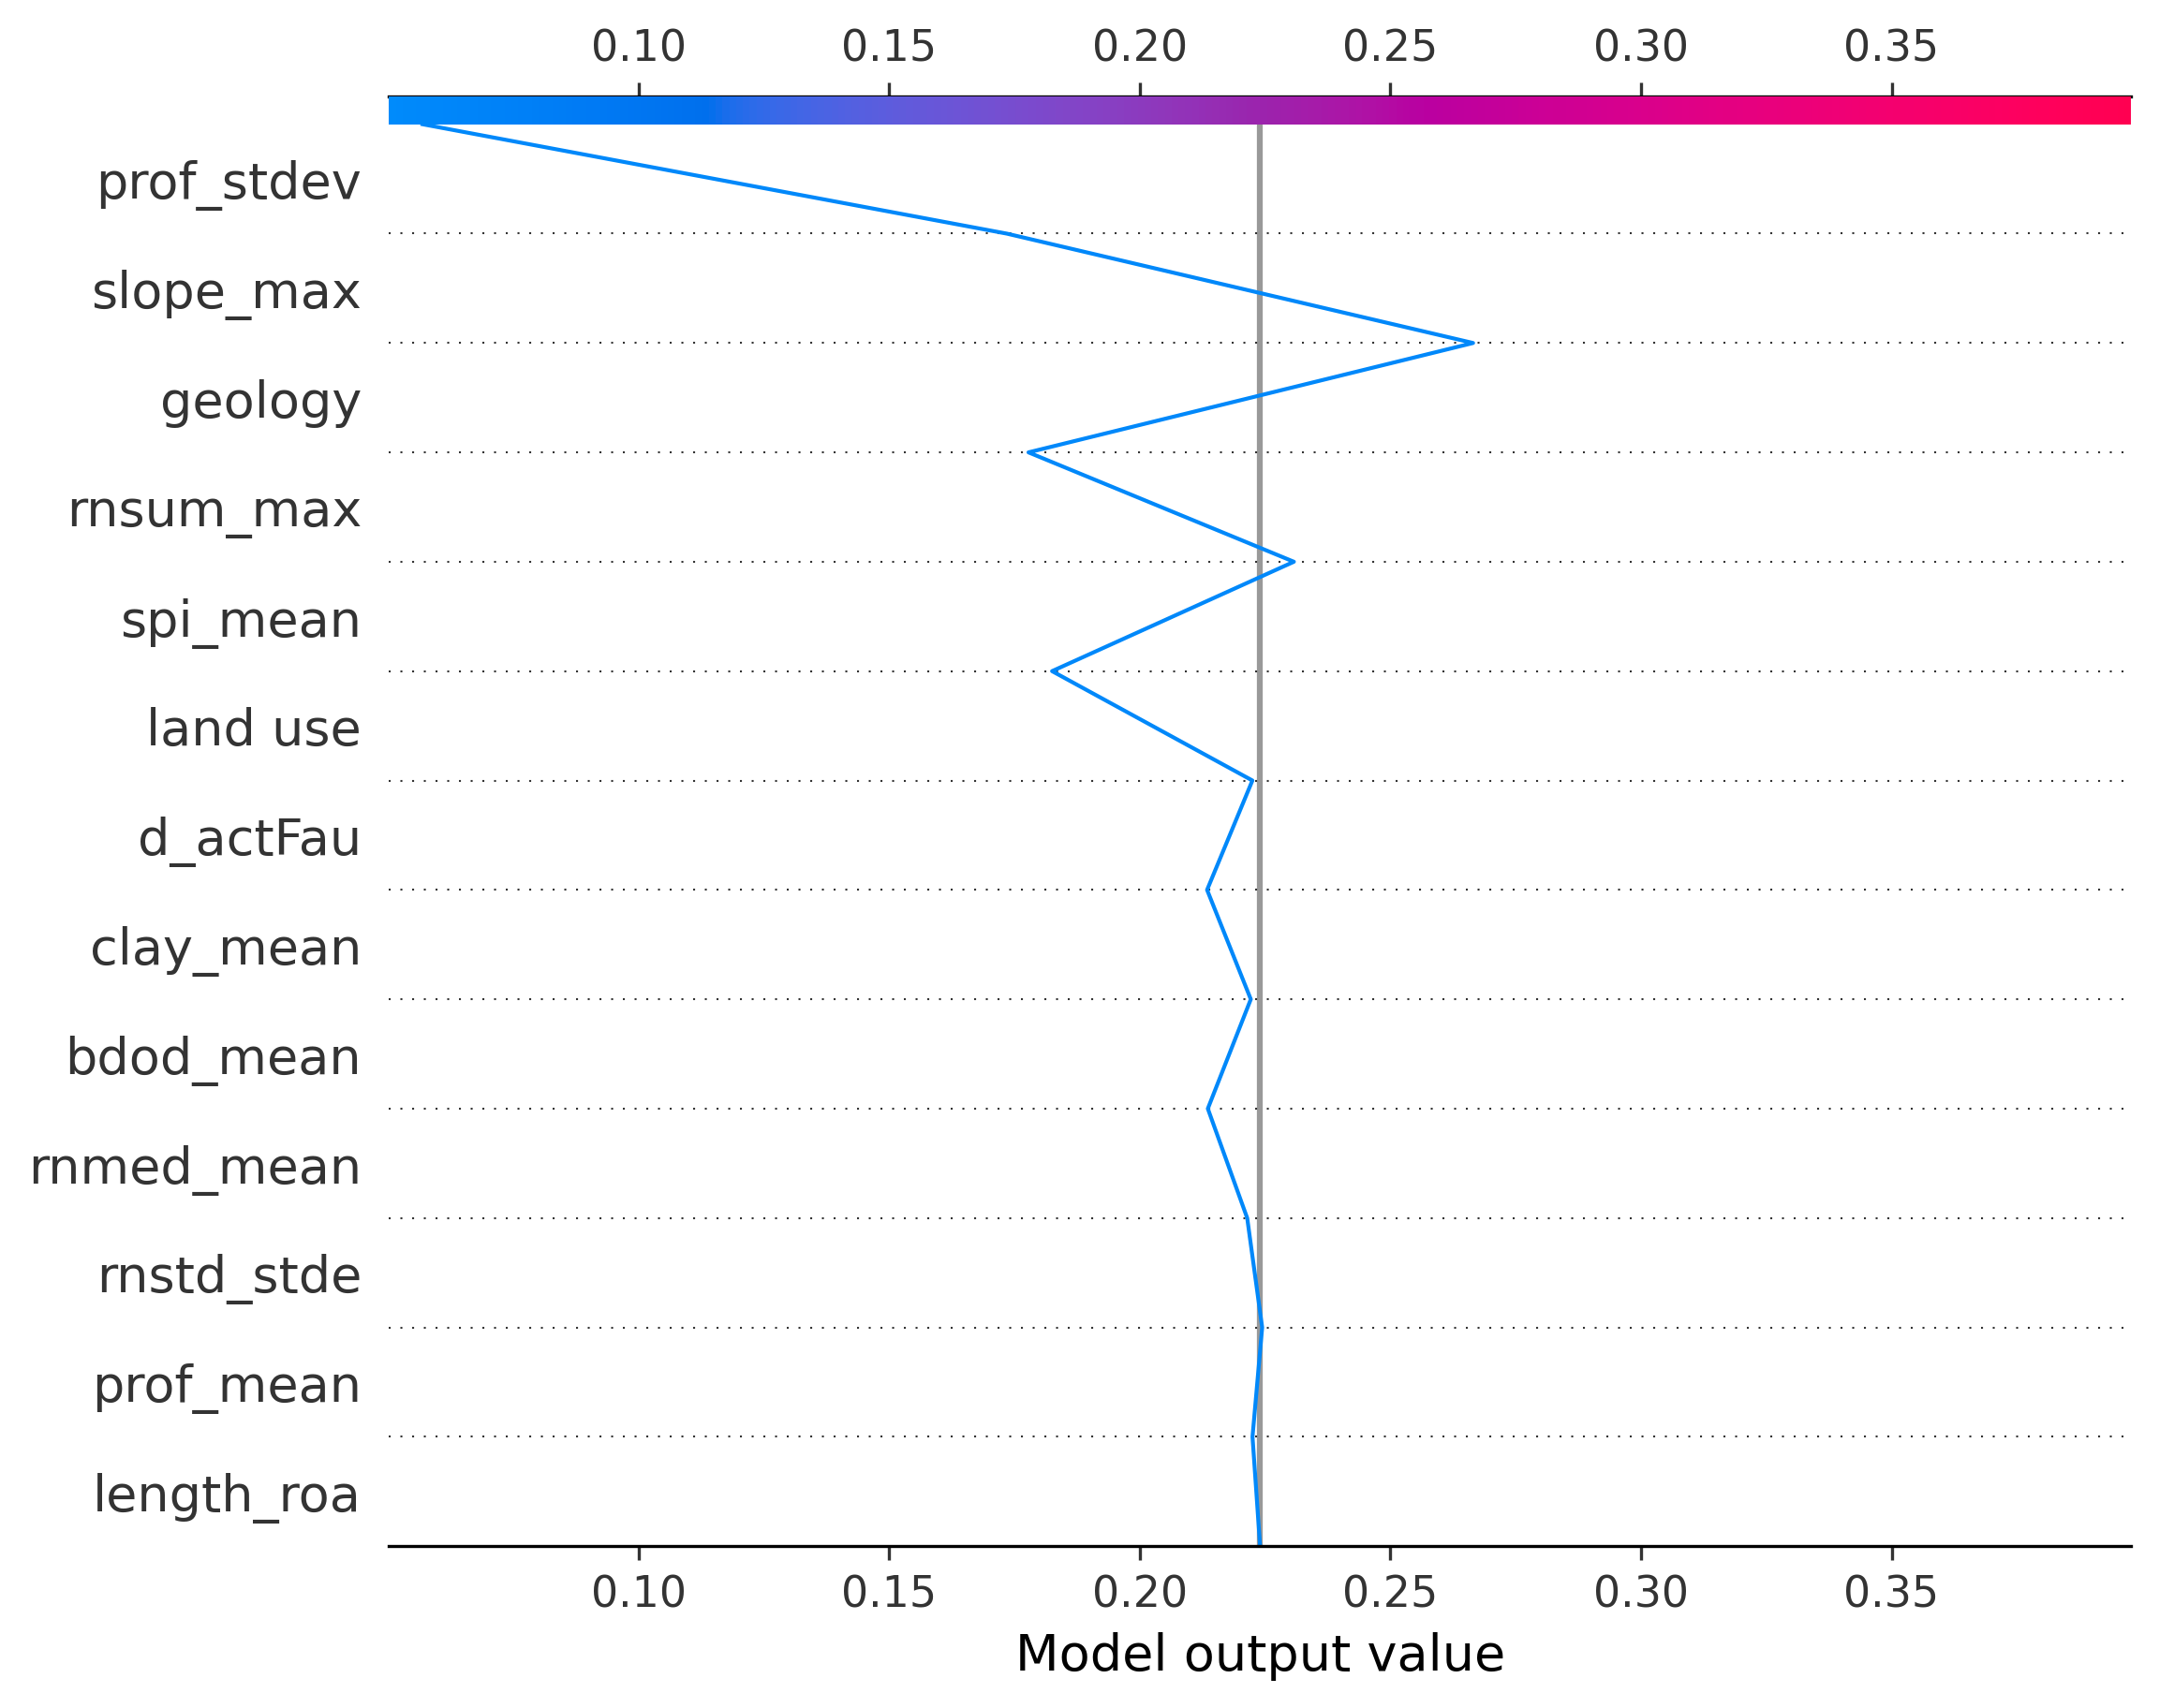 0.10 0.15 0.20 0.25 0.30 0.35
prof_stdev
slope_max
geology
rnsum_max
spi_mean
land use
d_actFau
clay_mean
bdod_mean
rnmed_mean
rnstd_stde
prof_mean
length_roa
0.10 0.15 0.20 0.25 0.30 0.35
Model output value